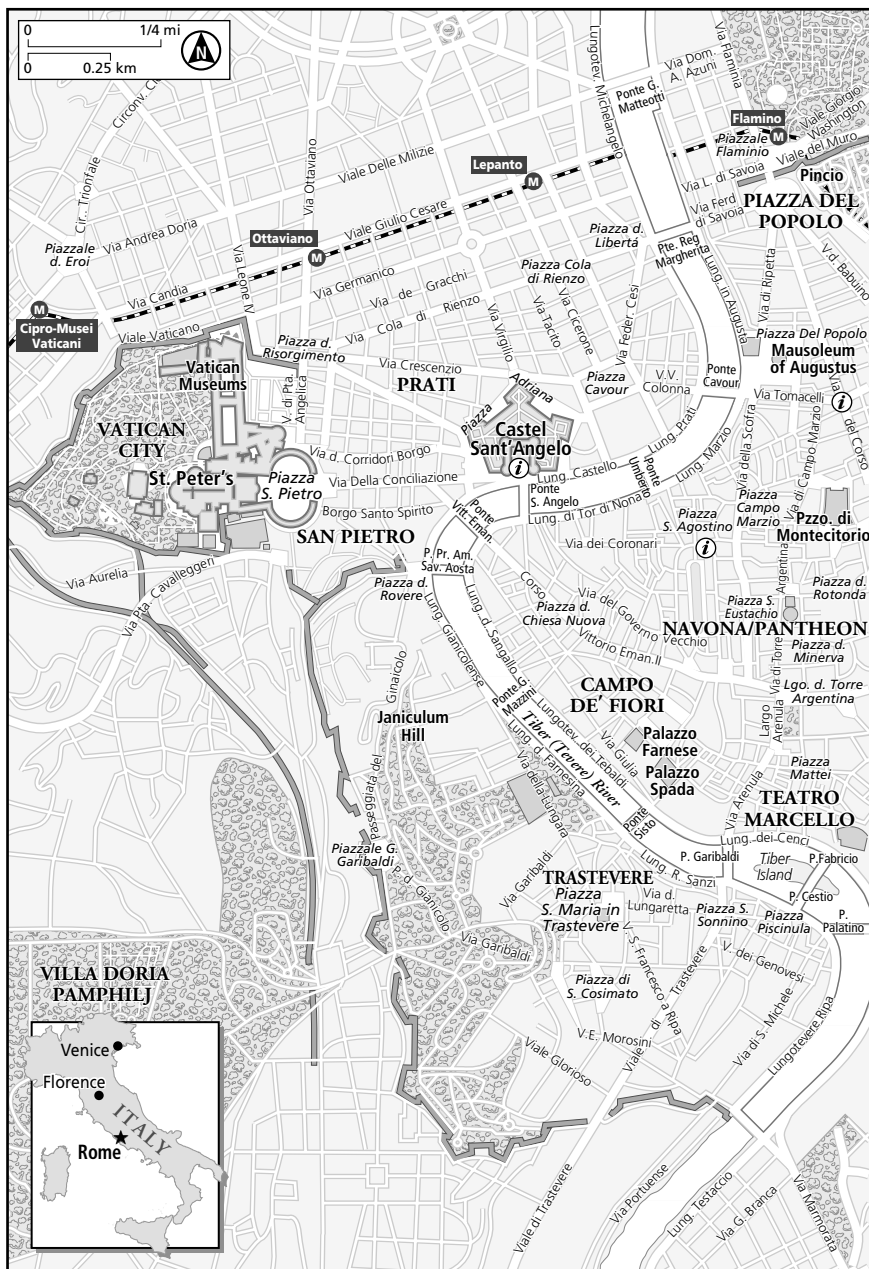 0 1/4 mi
0 0.25 km
N
Circonv. Clo
Cir.. Trionfale
Via Ottaviano
Viale Delle Milizie
Lungotev. Michelangelo
Via Dom.
A. Azuni
Via Flaminia
Ponte G.
Matteotti
Flamino
M
Viale Giorgio
Washington
Piazzale
Flaminio
Viale del Muro
Lepanto
M
Via L. di Savoia
Pincio
Via Ferd
di Savoia
PIAZZA DEL
POPOLO
Piazzale
d. Eroi
Via Andrea Doria
Ottaviano
M
Viale Giulio Cesare
Piazza d.
Libertá
Pte. Reg
Margherita
V.d. Babuino
Via Leone IV
Via Candia
Via Germanico
Via de Gracchi
Piazza Cola
di Rienzo
Lung. in Augusta
Via di Ripetta
M
Cipro-Musei
Vaticani
Viale Vaticano
Via Cola di Rienzo
Via Virgilio
Via Tacito
Via Cicerone
Via Feder. Cesi
Piazza d.
Risorgimento
Piazza Del Popolo
Mausoleum
of Augustus
Vatican
Museums
Via Crescenzio
PRATI
Adriana
Piazza
Piazza
Cavour
V.V.
Colonna
Ponte
Cavour
Via Tomacelli
i
V. di Pta.
Angelica
VATICAN
CITY
Castel
Sant'Angelo
i
Lung. Prati
Lung. Marzio
Via della Scofra
Via di Campo Marzio
Via del Corso
St. Peter's
Piazza
S. Pietro
Via d. Corridori Borgo
Via Della Conciliazione
Borgo Santo Spirito
Lung. Castello
Ponte
Umberto
Ponte
S. Angelo
Lung. di Tor di Nona
Ponte
Vitt. Eman.
Piazza
S. Agostino
i
Piazza
Campo
Marzio
Pzzo. di
Montecitorio
SAN PIETRO
Via dei Coronari
P. Pr. Am.
Sav. Aosta
Via Aurelia
Via Pta. Cavalleggeri
Piazza d.
Rovere
Corso
Vittorio Eman.II
Piazza d.
Chiesa Nuova
Via del Governo Vecchio
Argentina
Piazza d.
Rotonda
Piazza S.
Eustachio
NAVONA/PANTHEON
Piazza d.
Minerva
Lung. Gianicolense
Lung. d. Sangallo
Ponte G.
Mazzini
CAMPO
DE' FIORI
Via di Torre
Lgo. d. Torre
Argentina
Largo
Arenula
Passeggiata del Ginaicolo
Janiculum
Hill
Tiber (Tevere) River
Lungotev. dei Tebaldi
Lung. d. Farnesina
Via della Lungara
Via Giulia
Palazzo
Farnese
Palazzo
Spada
Piazza
Mattei
Via Arenula
TEATRO
MARCELLO
Ponte
Sisto
Lung. dei Cenci
P. Garibaldi
Tiber
Island
P.Fabricio
P. Cestio
P.
Palatino
Piazzale G.
Garibaldi
P. d. Giancolo
Via Garibaldi
TRASTEVERE
Piazza
S. Maria in
Trastevere
Lung. R. Sanzi
Via d.
Lungaretta
Piazza S.
Sonnino
Piazza
Piscinula
Via Garibaldi
V. S. Francesco a Ripa
V. dei Genovesi
Piazza di
S. Cosimato
Viale di Trastevere
V.E. Morosini
Viale Glorioso
Via di S. Michele
Lungotevere Ripa
VILLA DORIA
PAMPHILJ
Venice
Florence
ITALY
Rome
Viale di Trastevere
Via Portuense
Lung. Testaccio
Via G. Branca
Via Marmorata